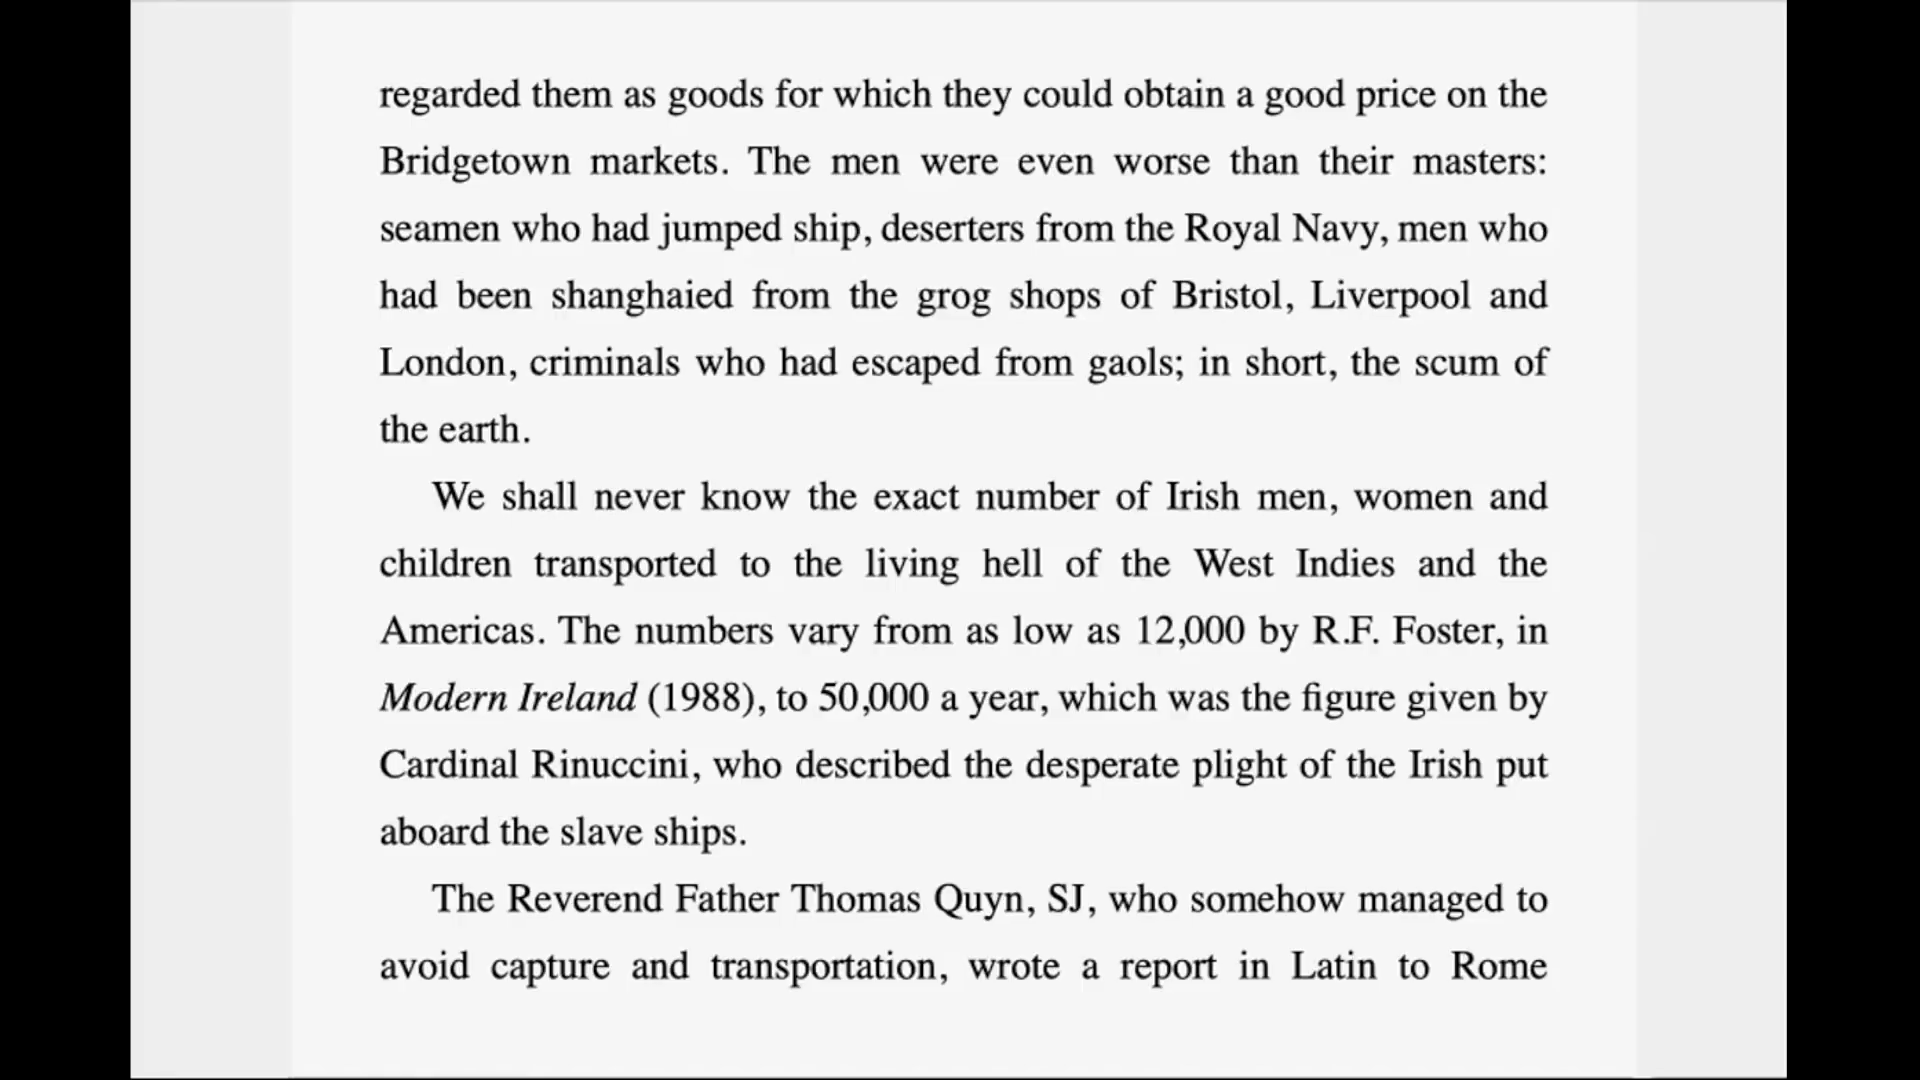 regarded them as goods for which they could obtain a good price on the
Bridgetown markets. The men were even worse than their masters:
seamen who had jumped ship, deserters from the Royal Navy, men who
had been shanghaied from the grog shops of Bristol, Liverpool and
London, criminals who had escaped from gaols; in short, the scum of
the earth.
We shall never know the exact number of Irish men, women and
children transported to the living hell of the West Indies and the
Americas. The numbers vary from as low as 12,000 by R.F. Foster, in
Modern Ireland (1988), to 50,000 a year, which was the figure given by
Cardinal Rinuccini, who described the desperate plight of the Irish put
aboard the slave ships.
The Reverend Father Thomas Quyn, SJ, who somehow managed to
avoid capture and transportation, wrote a report in Latin to Rome